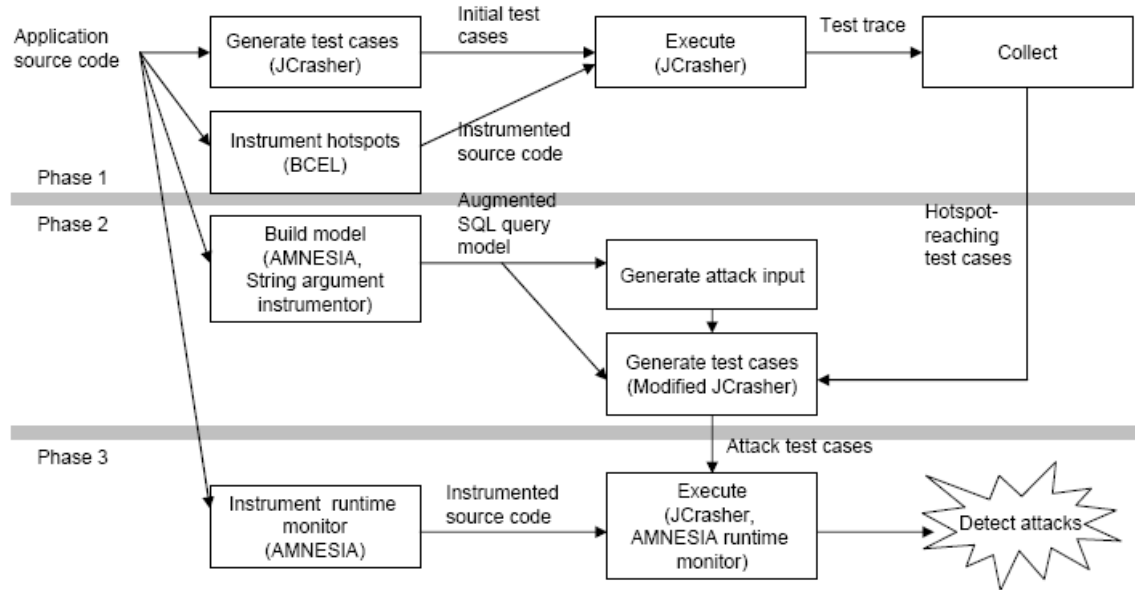 Application
source code
Generate test cases
(JCrasher)
Initial test
cases
Execute
(JCrasher)
Test trace
Collect
Instrument hotspots
(BCEL)
Instrumented
source code
Phase 1
Phase 2
Build model
(AMNESIA,
String argument
instrumentor)
Augmented
SQL query
model
Generate attack input
Hotspot-
reaching
test cases
Generate test cases
(Modified JCrasher)
Phase 3
Attack test cases
Instrument runtime
monitor
(AMNESIA)
Instrumented
source code
Execute
(JCrasher,
AMNESIA runtime
monitor)
Detect attacks